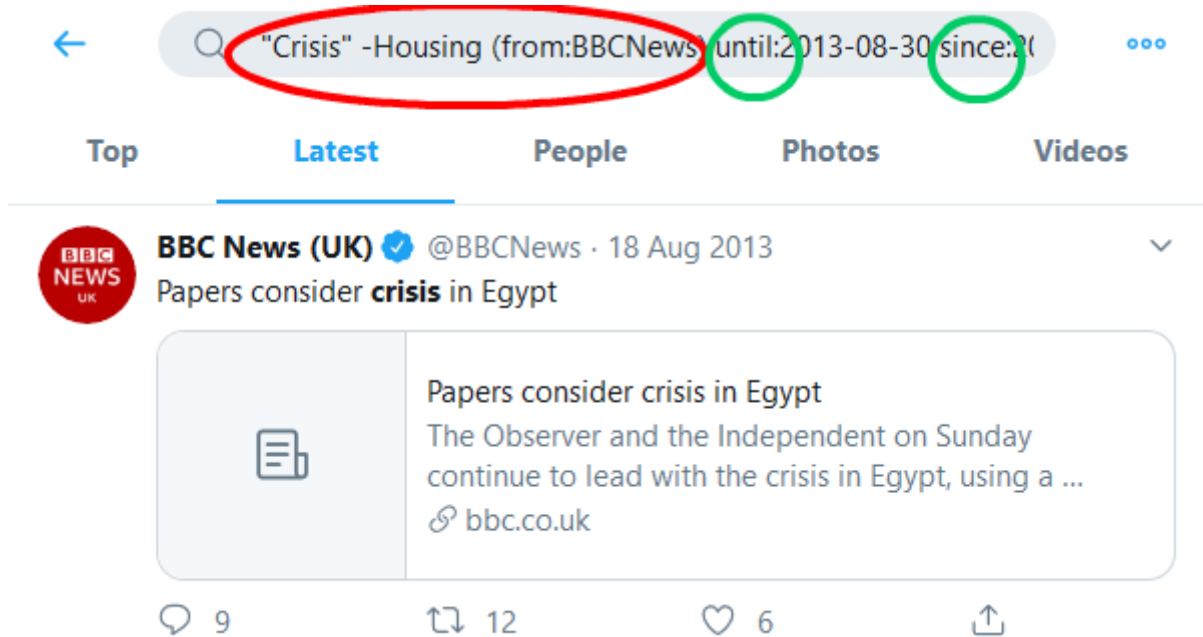 "Crisis" -Housing (from:BBCNews) until:2013-08-30 since:20
Top Latest People Photos Videos
BBC NEWS UK
BBC News (UK) @BBCNews · 18 Aug 2013
Papers consider crisis in Egypt
Papers consider crisis in Egypt
The Observer and the Independent on Sunday
continue to lead with the crisis in Egypt, using a ...
bbc.co.uk
9 12 6